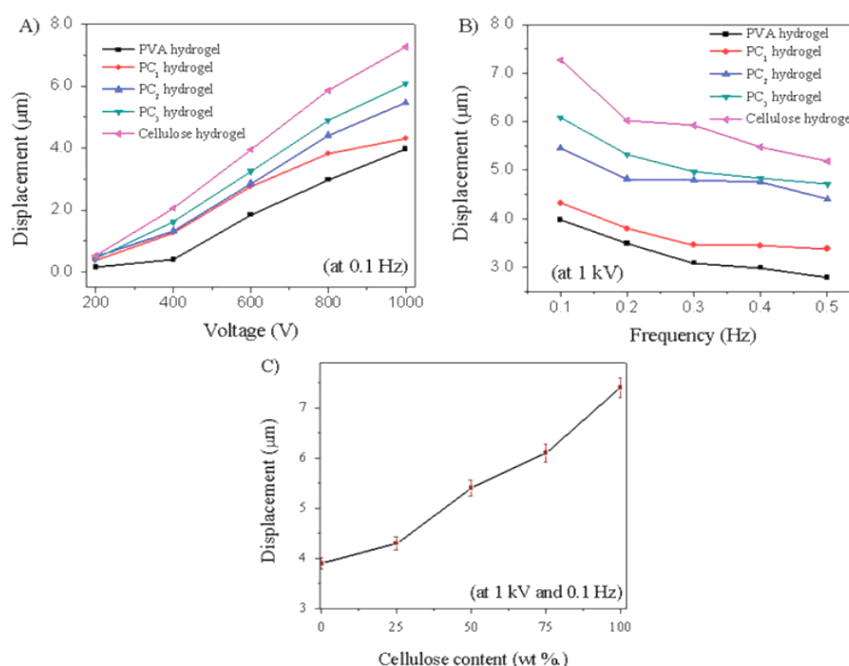 A)
PVA hydrogel
PC1 hydrogel
PC2 hydrogel
PC3 hydrogel
Cellulose hydrogel
8.0
6.0
4.0
2.0
0.0
Displacement (μm)
(at 0.1 Hz)
200 400 600 800 1000
Voltage (V)
B)
PVA hydrogel
PC1 hydrogel
PC2 hydrogel
PC3 hydrogel
Cellulose hydrogel
8.0
7.0
6.0
5.0
4.0
3.0
Displacement (μm)
(at 1 kV)
0.1 0.2 0.3 0.4 0.5
Frequency (Hz)
C)
7
6
5
4
3
Displacement (μm)
(at 1 kV and 0.1 Hz)
0 25 50 75 100
Cellulose content (wt %.)